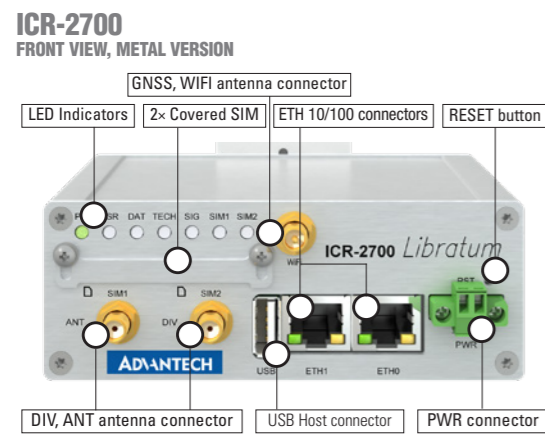 ICR-2700
FRONT VIEW, METAL VERSION
GNSS, WIFI antenna connector
LED Indicators
2× Covered SIM
ETH 10/100 connectors
RESET button
SR DAT TECH SIG SIM1 SIM2
WiFi
ICR-2700 Libratum
RST
SIM1
SIM2
ANT
DIV
ADVANTECH
USB
ETH1
ETH0
PWR
DIV, ANT antenna connector
USB Host connector
PWR connector